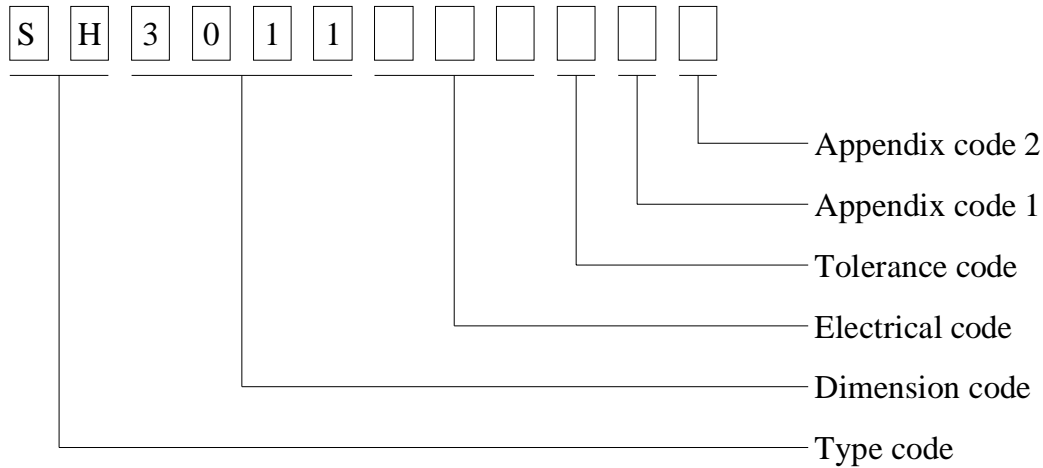 S H 3 0 1 1
Appendix code 2
Appendix code 1
Tolerance code
Electrical code
Dimension code
Type code